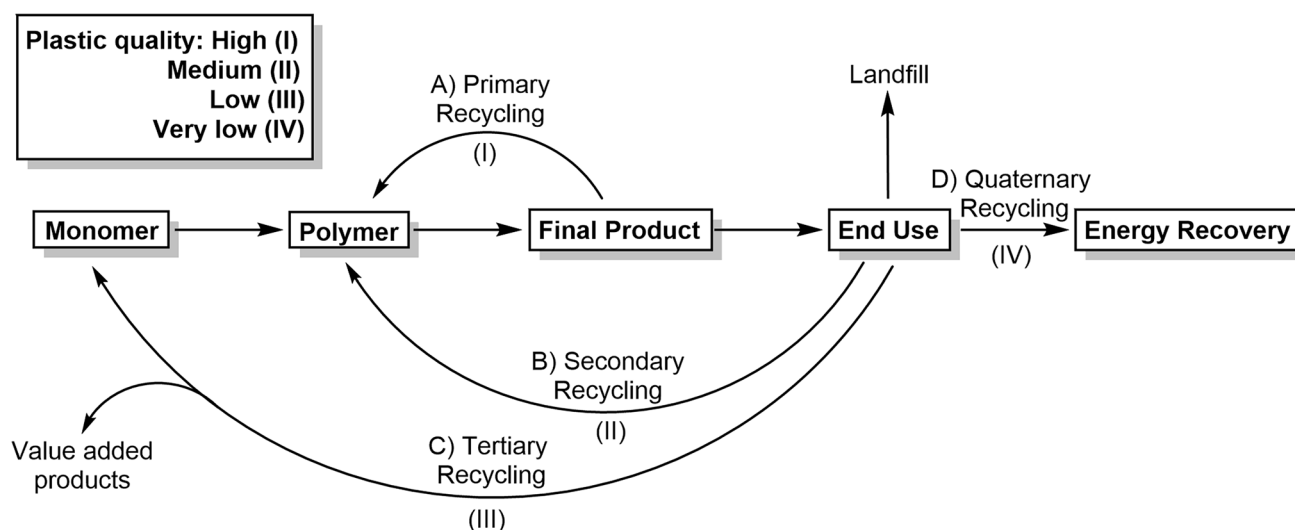 Plastic quality: High (I)
Medium (II)
Low (III)
Very low (IV)
A) Primary
Recycling
(I)
Landfill
D) Quaternary
Recycling
(IV)
Monomer
Polymer
Final Product
End Use
Energy Recovery
B) Secondary
Recycling
(II)
Value added
products
C) Tertiary
Recycling
(III)